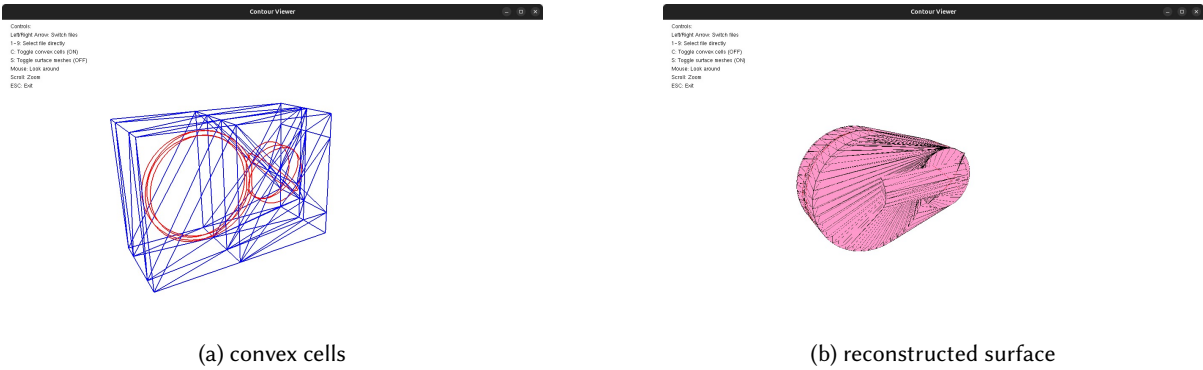 Contour Viewer
Controls:
Left/Right Arrow: Switch files
1-9: Select file directly
C: Toggle convex cells (ON)
S: Toggle surface meshes (OFF)
Mouse: Look around
Scroll: Zoom
ESC: Exit
(a) convex cells
Contour Viewer
Controls:
Left/Right Arrow: Switch files
1-9: Select file directly
C: Toggle convex cells (OFF)
S: Toggle surface meshes (ON)
Mouse: Look around
Scroll: Zoom
ESC: Exit
(b) reconstructed surface